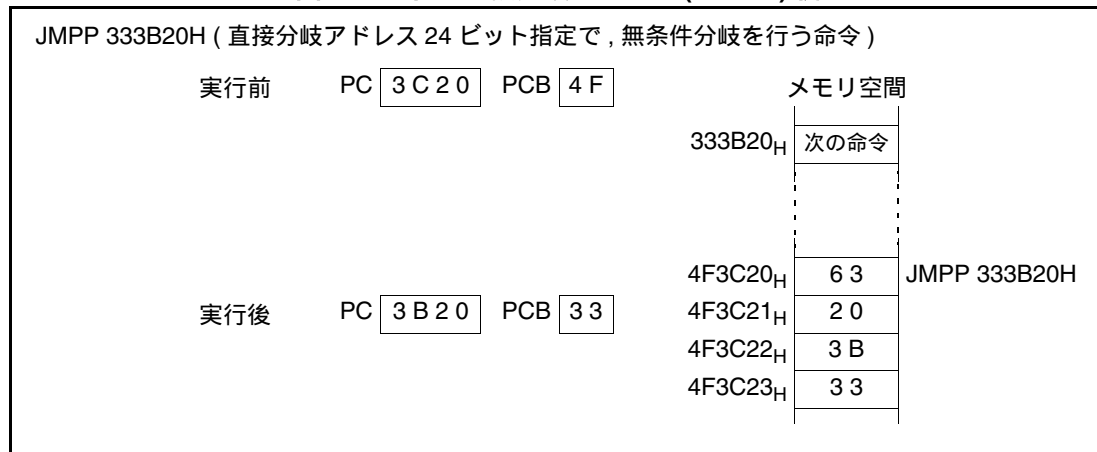 JMPP 333B20H ( 直接分岐アドレス 24 ビット指定で , 無条件分岐を行う命令 )
実行前 PC 3 C 2 0 PCB 4 F メモリ空間
333B20H 次の命令
4F3C20H 6 3 JMPP 333B20H
実行後 PC 3 B 2 0 PCB 3 3 4F3C21H 2 0
4F3C22H 3 B
4F3C23H 3 3